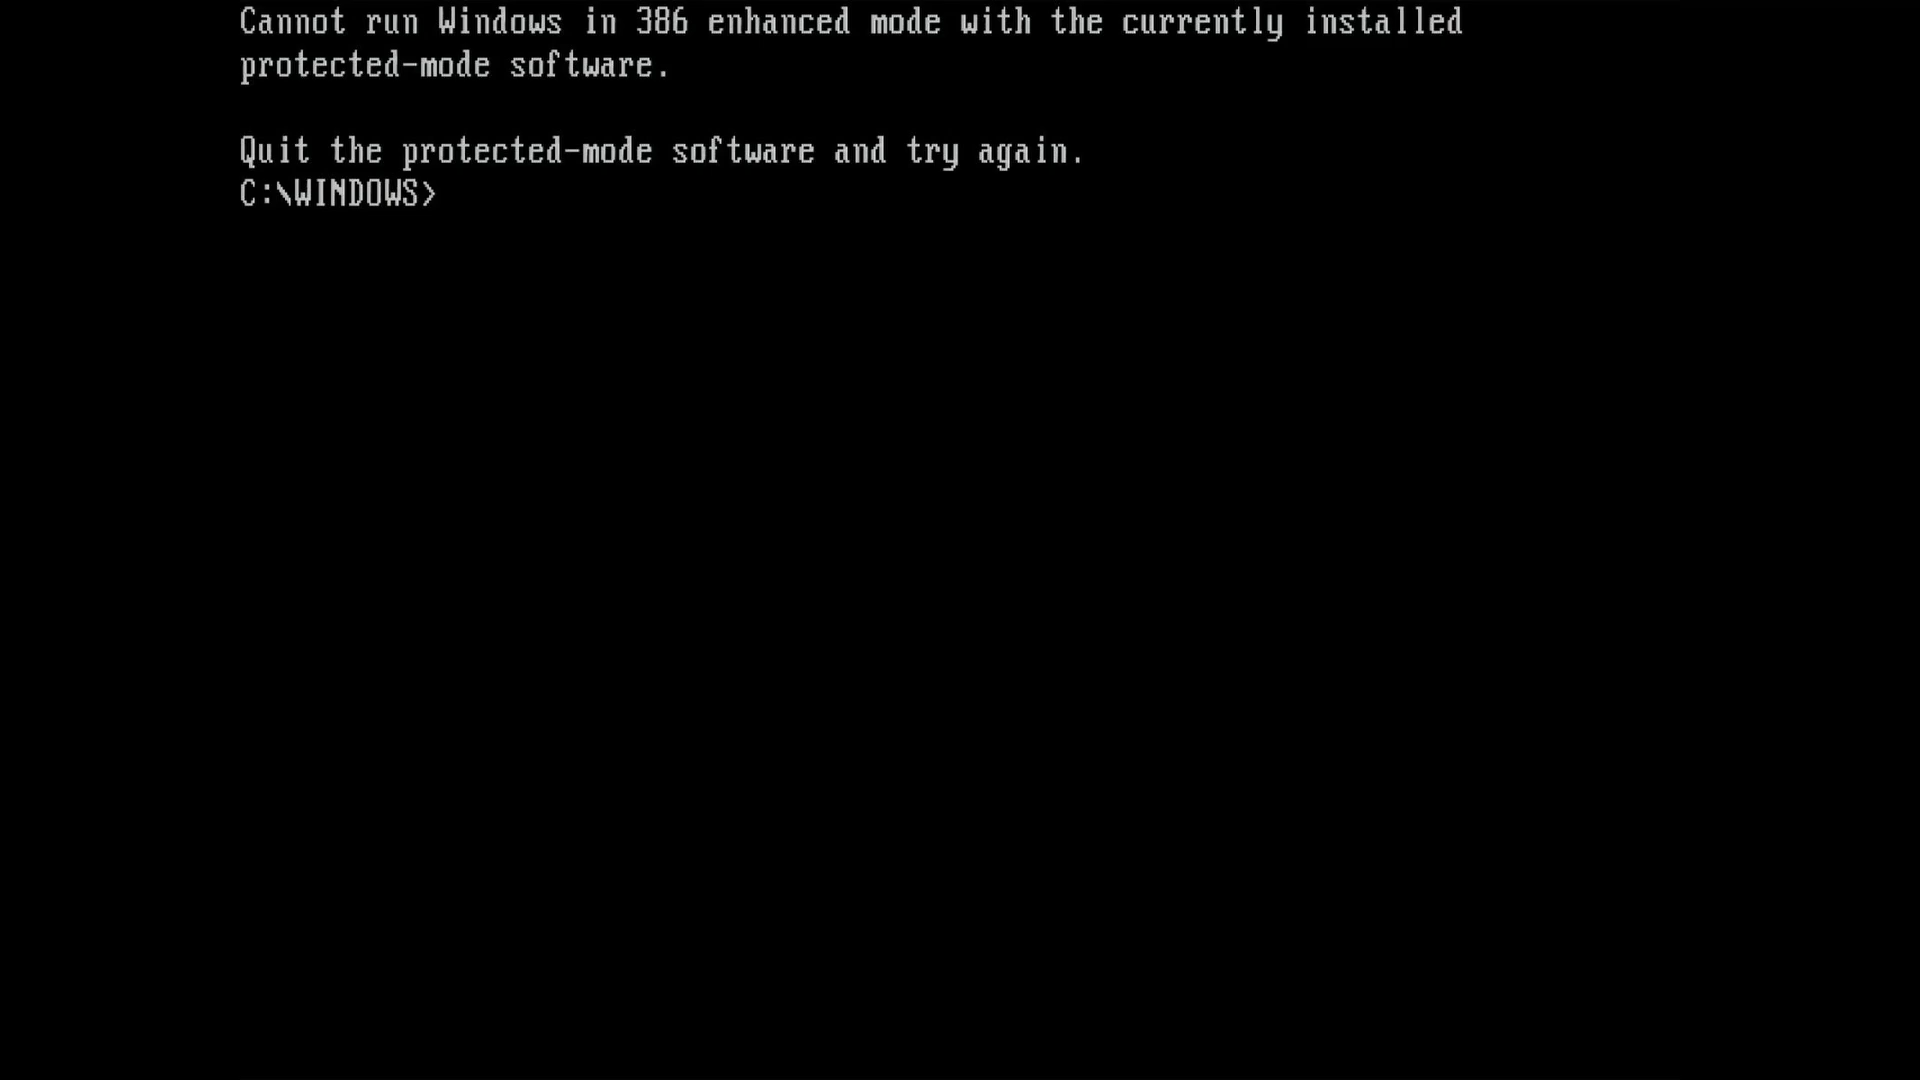 Cannot run Windows in 386 enhanced mode with the currently installed
protected-mode software.
Quit the protected-mode software and try again.
C:\WINDOWS>